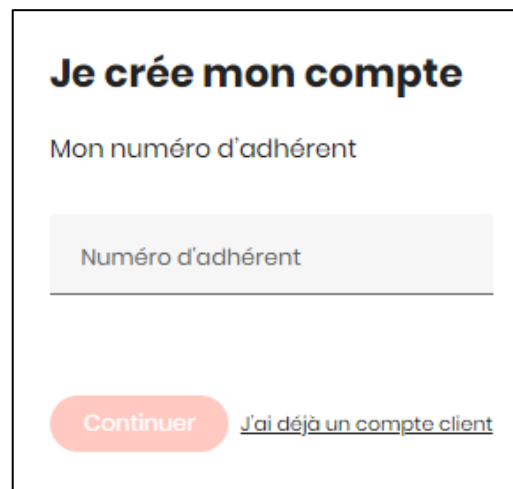 Je crée mon compte
Mon numéro d'adhérent
Numéro d'adhérent
Continuer J'ai déjà un compte client